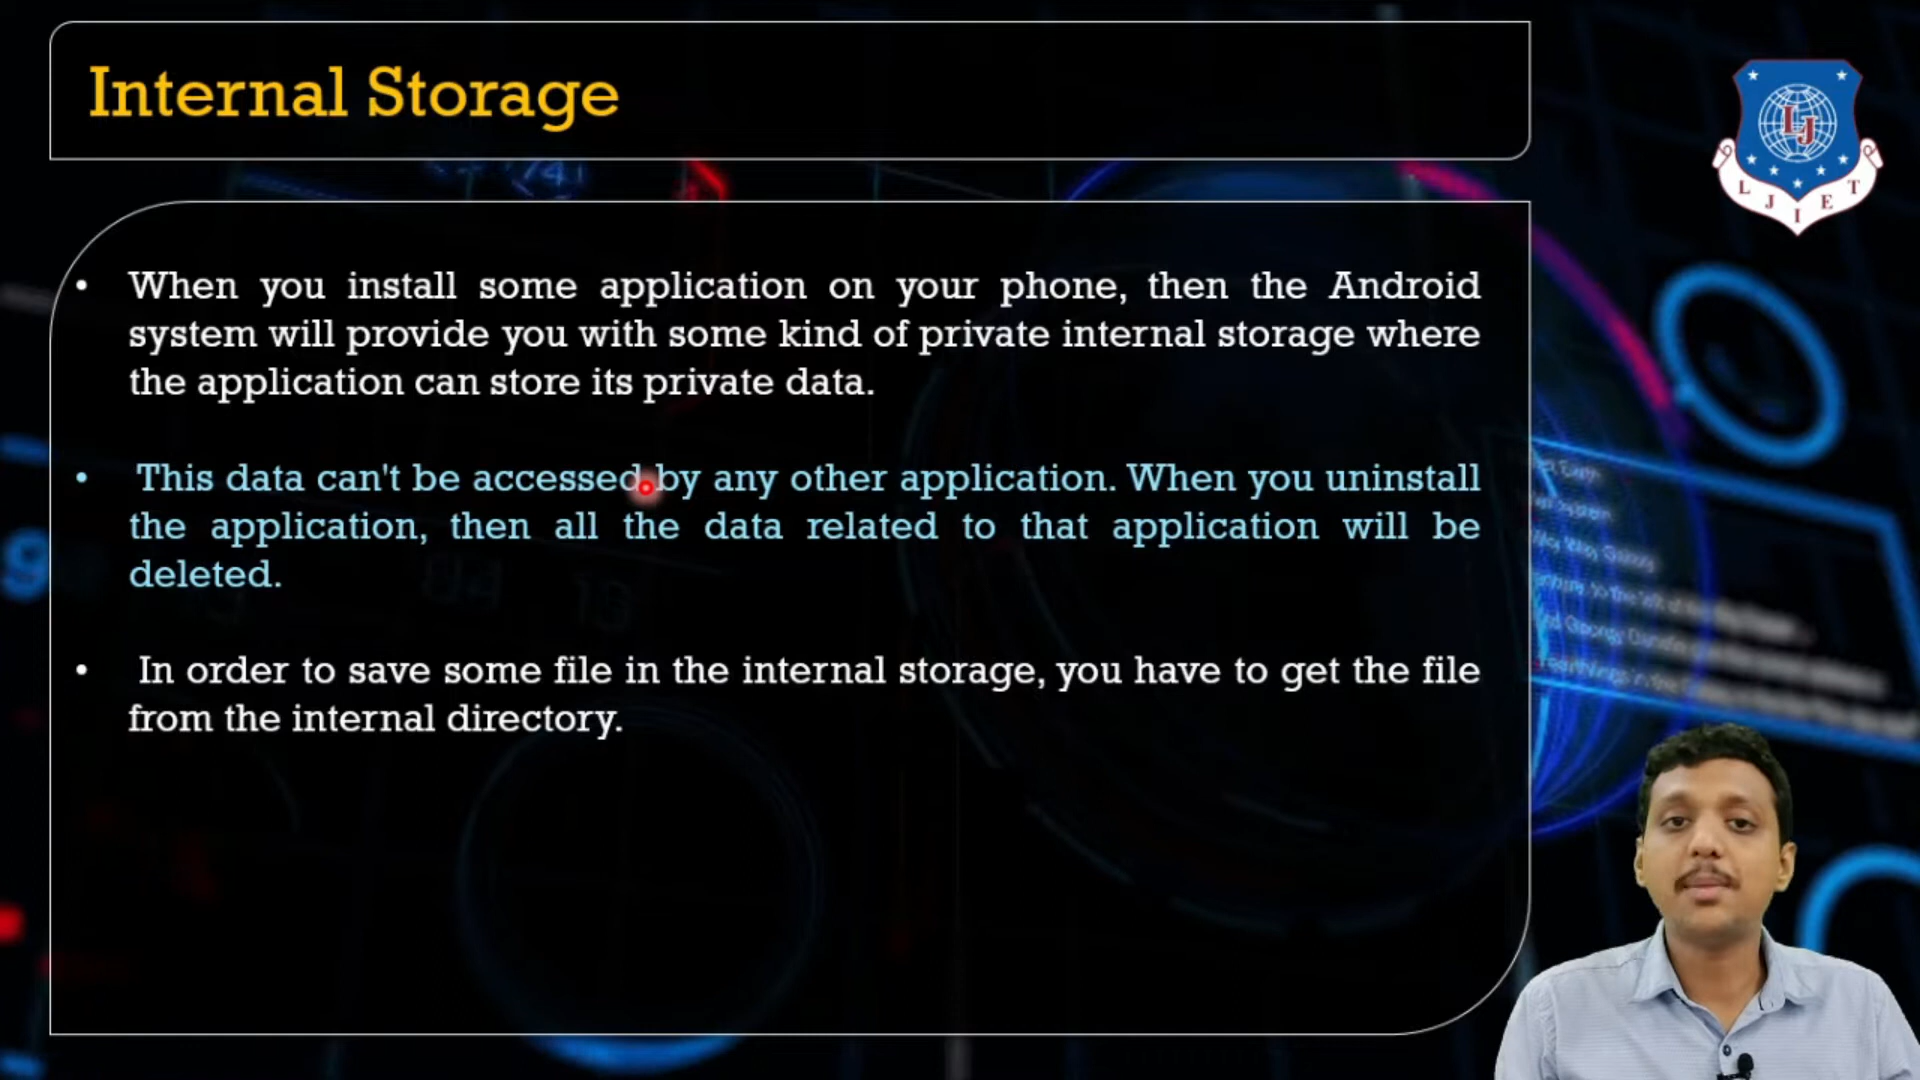 Internal Storage
L J I E T
LJ
• When you install some application on your phone, then the Android
system will provide you with some kind of private internal storage where
the application can store its private data.
• This data can't be accessed by any other application. When you uninstall
the application, then all the data related to that application will be
deleted.
• In order to save some file in the internal storage, you have to get the file
from the internal directory.
9